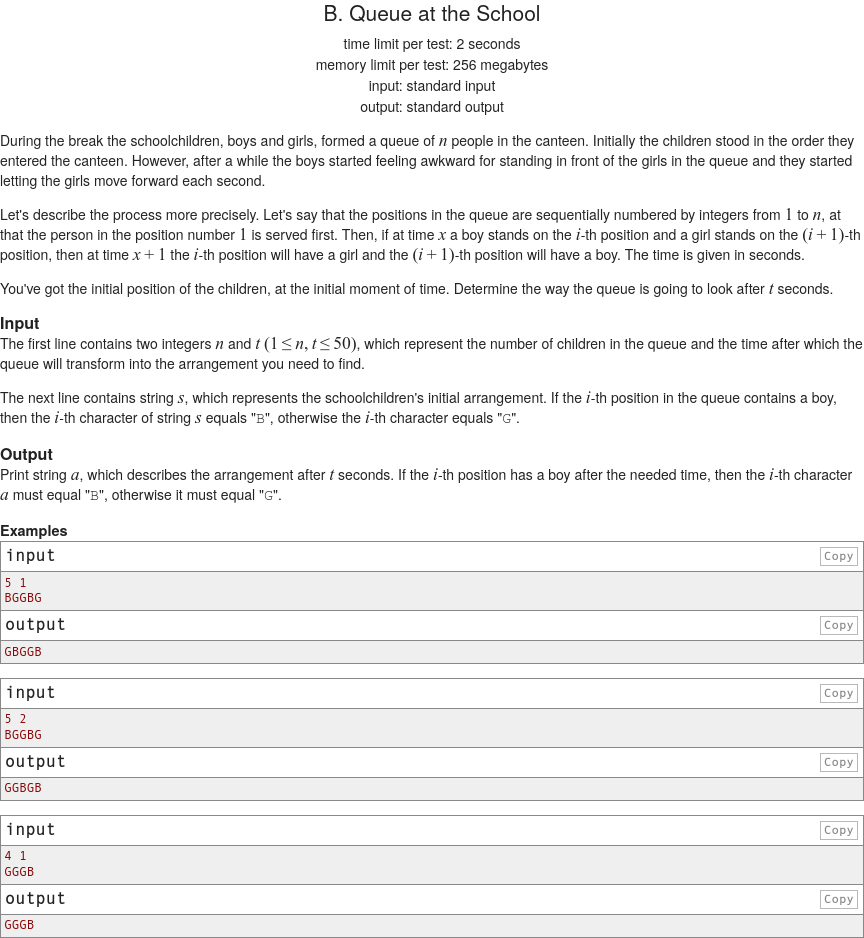 B. Queue at the School
time limit per test: 2 seconds
memory limit per test: 256 megabytes
input: standard input
output: standard output
During the break the schoolchildren, boys and girls, formed a queue of n people in the canteen. Initially the children stood in the order they
entered the canteen. However, after a while the boys started feeling awkward for standing in front of the girls in the queue and they started
letting the girls move forward each second.
Let's describe the process more precisely. Let's say that the positions in the queue are sequentially numbered by integers from 1 to n, at
that the person in the position number 1 is served first. Then, if at time x a boy stands on the i-th position and a girl stands on the (i + 1)-th
position, then at time x + 1 the i-th position will have a girl and the (i + 1)-th position will have a boy. The time is given in seconds.
You've got the initial position of the children, at the initial moment of time. Determine the way the queue is going to look after t seconds.
Input
The first line contains two integers n and t (1 ≤ n, t ≤ 50), which represent the number of children in the queue and the time after which the
queue will transform into the arrangement you need to find.
The next line contains string s, which represents the schoolchildren's initial arrangement. If the i-th position in the queue contains a boy,
then the i-th character of string s equals "B", otherwise the i-th character equals "G".
Output
Print string a, which describes the arrangement after t seconds. If the i-th position has a boy after the needed time, then the i-th character
a must equal "B", otherwise it must equal "G".
Examples
input Copy
5 1
BGGBG
output Copy
GBGGB
input Copy
5 2
BGGBG
output Copy
GGBGB
input Copy
4 1
GGGB
output Copy
GGGB